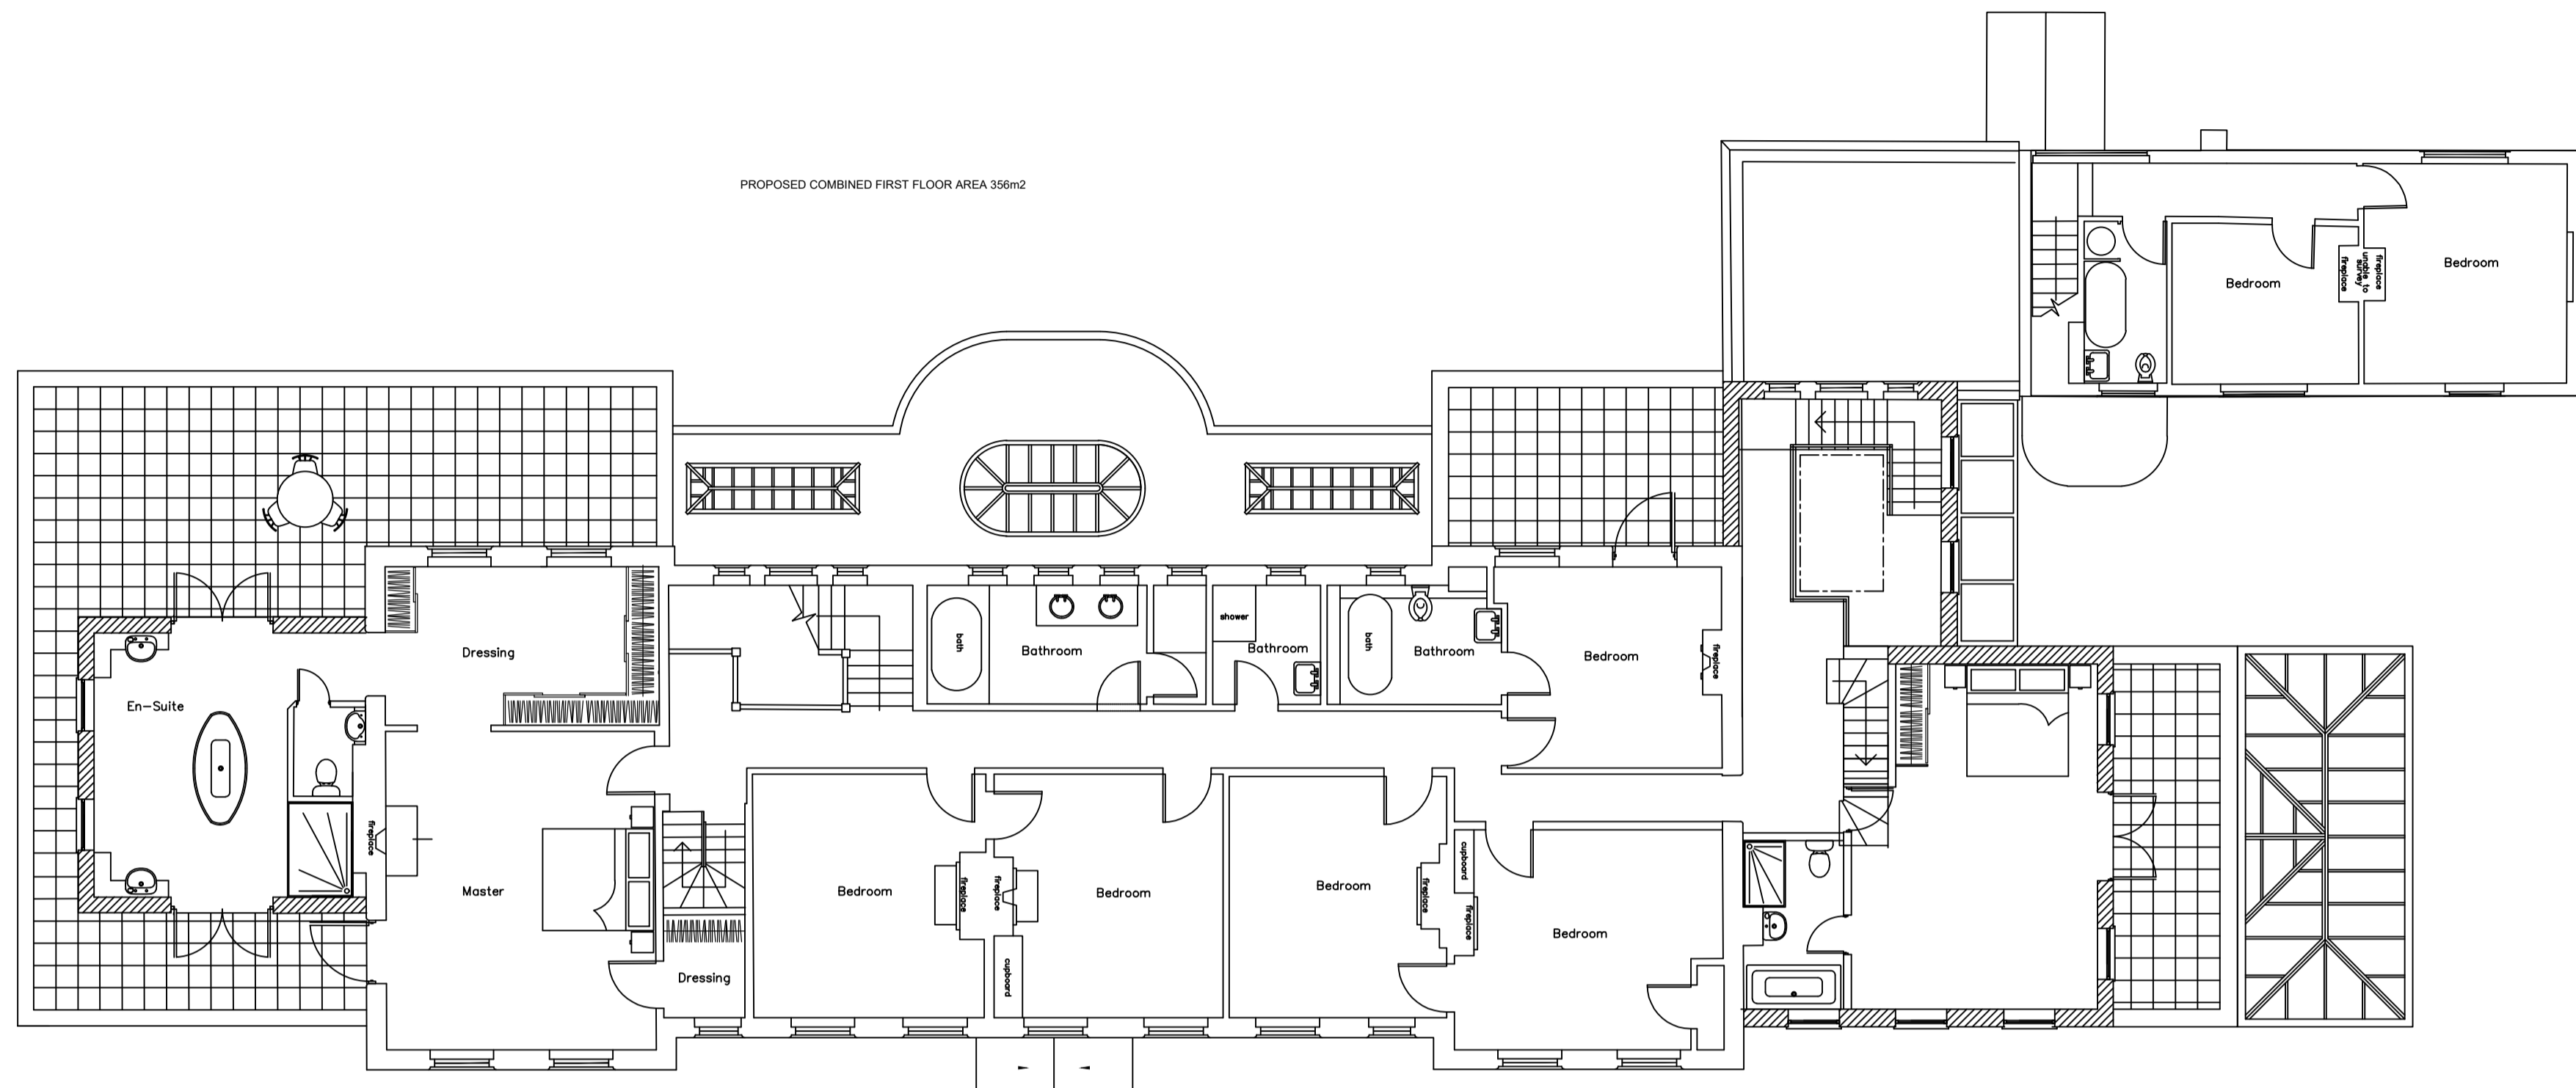 PROPOSED COMBINED FIRST FLOOR AREA 356m2
Bedroom
fireplace
fireplace
unable to
survey
Bedroom
Dressing
bath
Bathroom
shower
Bathroom
bath
Bathroom
Bedroom
fireplace
En-Suite
fireplace
Master
Dressing
Bedroom
fireplace
fireplace
cupboard
Bedroom
Bedroom
fireplace
cupboard
fireplace
Bedroom